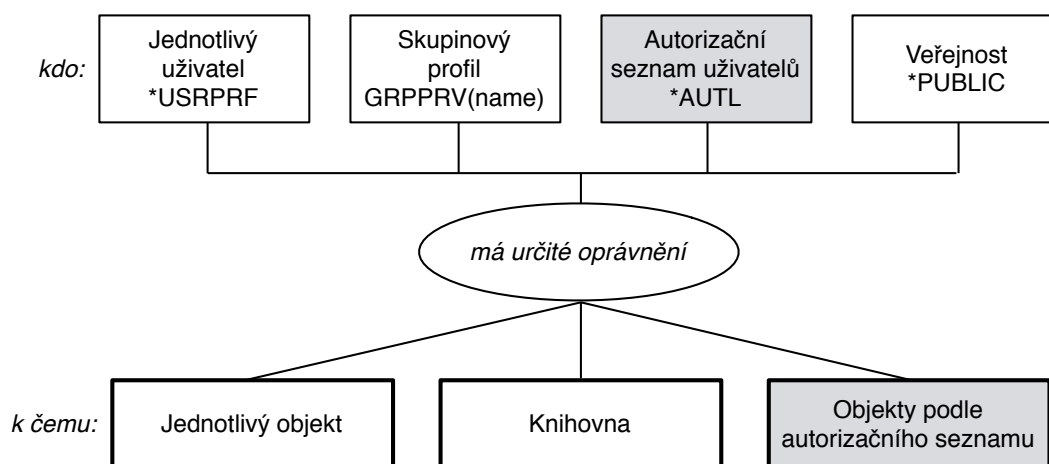 kdo:
Jednotlivý
uživatel
*USRPRF
Skupinový
profil
GRPPRV(name)
Autorizační
seznam uživatelů
*AUTL
Veřejnost
*PUBLIC
má určité oprávnění
k čemu:
Jednotlivý objekt
Knihovna
Objekty podle
autorizačního seznamu